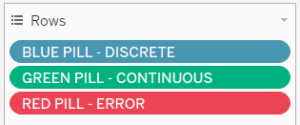 Rows
BLUE PILL - DISCRETE
GREEN PILL - CONTINUOUS
RED PILL - ERROR